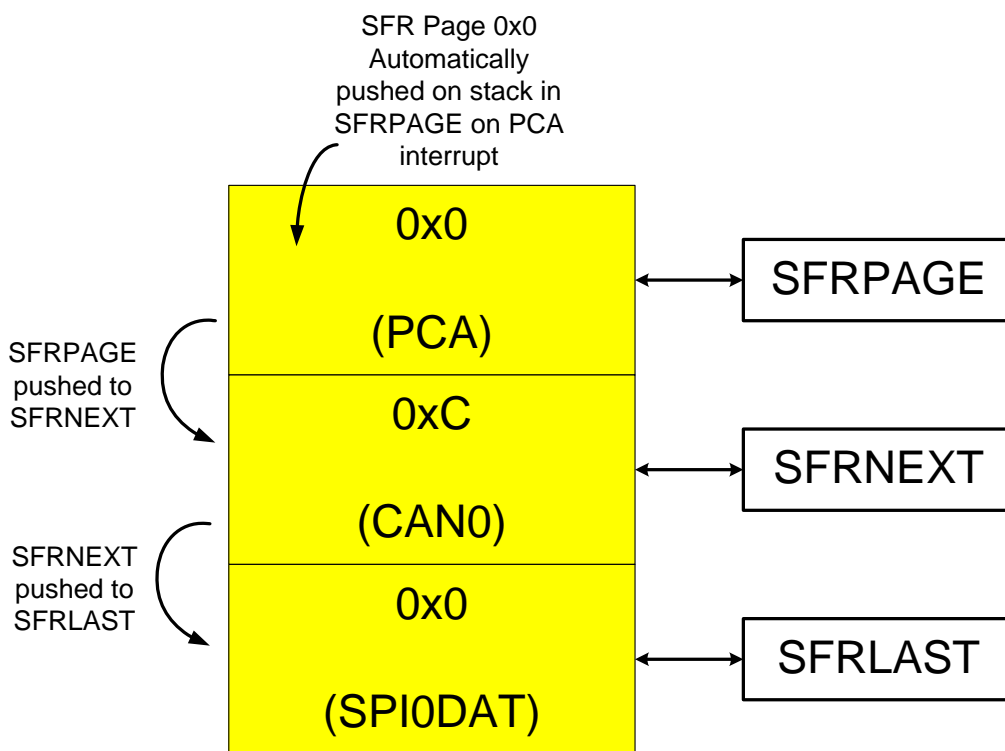 SFR Page 0x0
Automatically
pushed on stack in
SFRPAGE on PCA
interrupt
0x0
(PCA)
SFRPAGE
SFRPAGE
pushed to
SFRNEXT
0xC
(CAN0)
SFRNEXT
SFRNEXT
pushed to
SFRLAST
0x0
(SPI0DAT)
SFRLAST